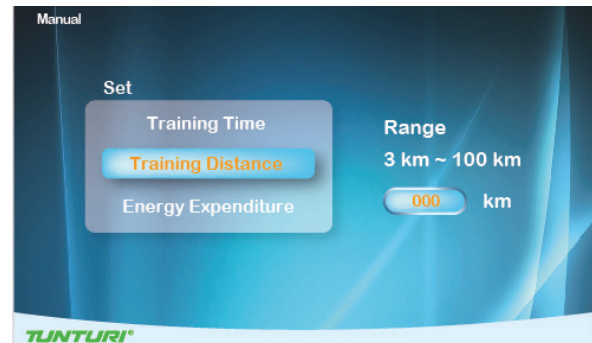 Manual
Set
Training Time
Training Distance
Energy Expenditure
Range
3 km ~ 100 km
000 km
TUNTURI®